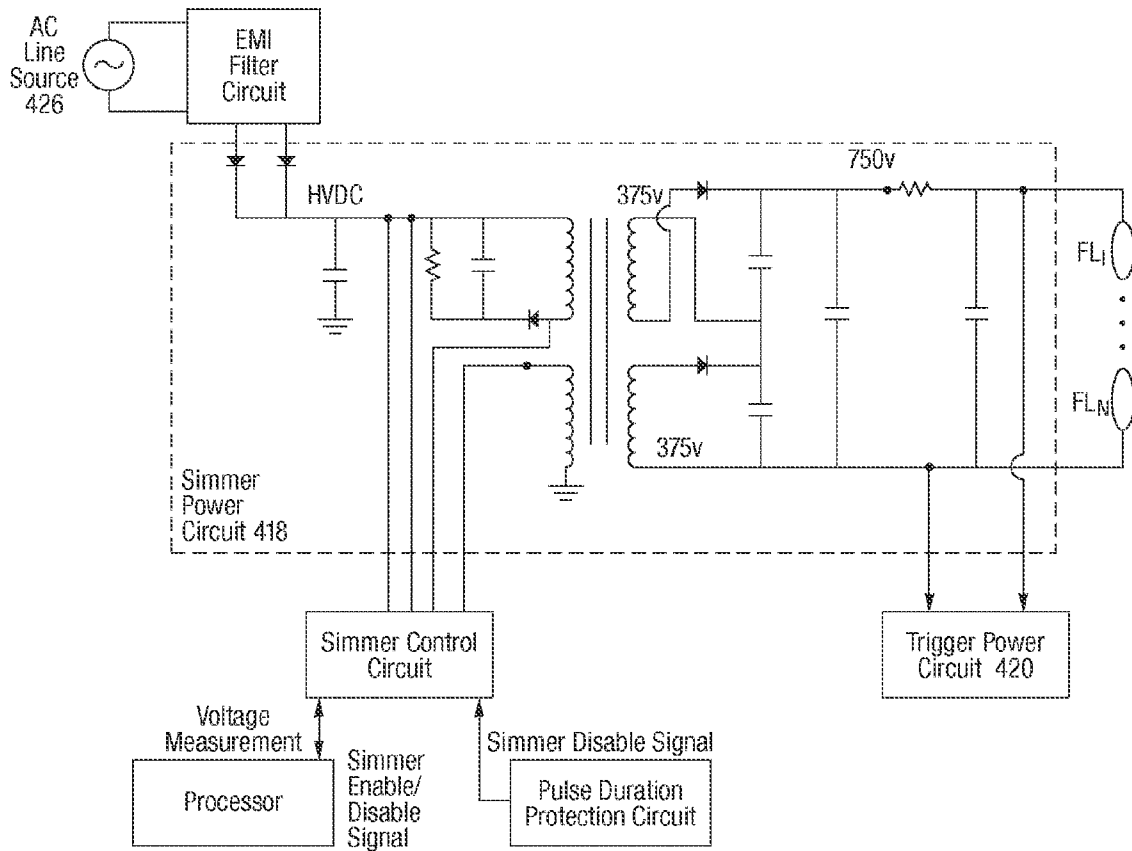 AC
Line
Source
426
EMI
Filter
Circuit
HVDC
375v
750v
FLI
FLN
375v
Simmer
Power
Circuit 418
Simmer Control
Circuit
Trigger Power
Circuit 420
Voltage
Measurement
Simmer
Enable/
Disable
Signal
Simmer Disable Signal
Processor
Pulse Duration
Protection Circuit